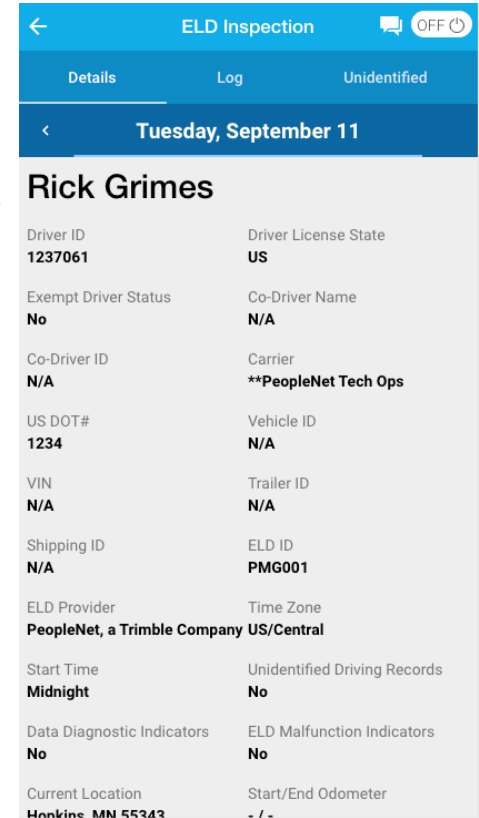 ELD Inspection OFF
Details Log Unidentified
Tuesday, September 11
Rick Grimes
Driver ID Driver License State
1237061 US
Exempt Driver Status Co-Driver Name
No N/A
Co-Driver ID Carrier
N/A **PeopleNet Tech Ops
US DOT# Vehicle ID
1234 N/A
VIN Trailer ID
N/A N/A
Shipping ID ELD ID
N/A PMG001
ELD Provider Time Zone
PeopleNet, a Trimble Company US/Central
Start Time Unidentified Driving Records
Midnight No
Data Diagnostic Indicators ELD Malfunction Indicators
No No
Current Location Start/End Odometer
Hopkins, MN 55343 - / -